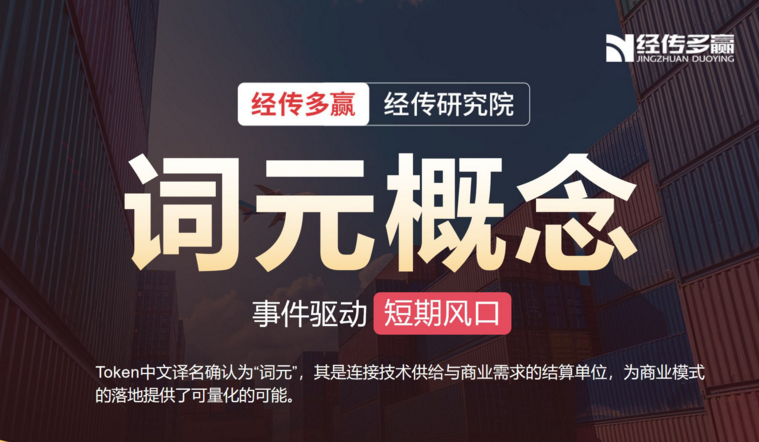 经传多赢
JINGZHUAN DUOYING
经传多赢 经传研究院
词元概念
事件驱动 短期风口
Token中文译名确认为“词元”，其是连接技术供给与商业需求的结算单位，为商业模式
的落地提供了可量化的可能。